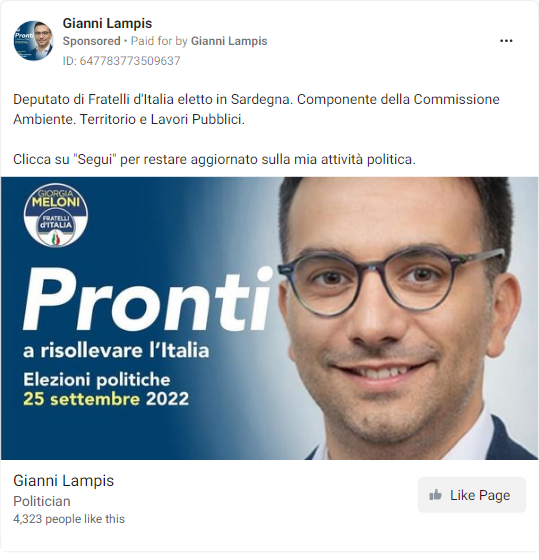 Gianni Lampis
Sponsored • Paid for by Gianni Lampis
ID: 647783773509637
Deputato di Fratelli d'Italia eletto in Sardegna. Componente della Commissione
Ambiente. Territorio e Lavori Pubblici.
Clicca su "Segui" per restare aggiornato sulla mia attività politica.
GIORGIA
MELONI
FRATELLI
d'ITALIA
Pronti
a risollevare l'Italia
Elezioni politiche
25 settembre 2022
Gianni Lampis
Politician
4,323 people like this
Like Page